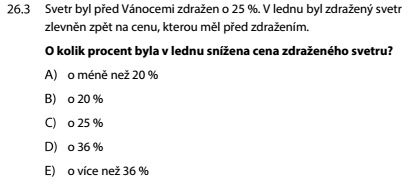 26.3 Svetr byl před Vánocemi zdražen o 25 %. V lednu byl zdražený svetr
zlevněn zpět na cenu, kterou měl před zdražením.
O kolik procent byla v lednu snížena cena zdraženého svetru?
A) o méně než 20 %
B) o 20 %
C) o 25 %
D) o 36 %
E) o více než 36 %